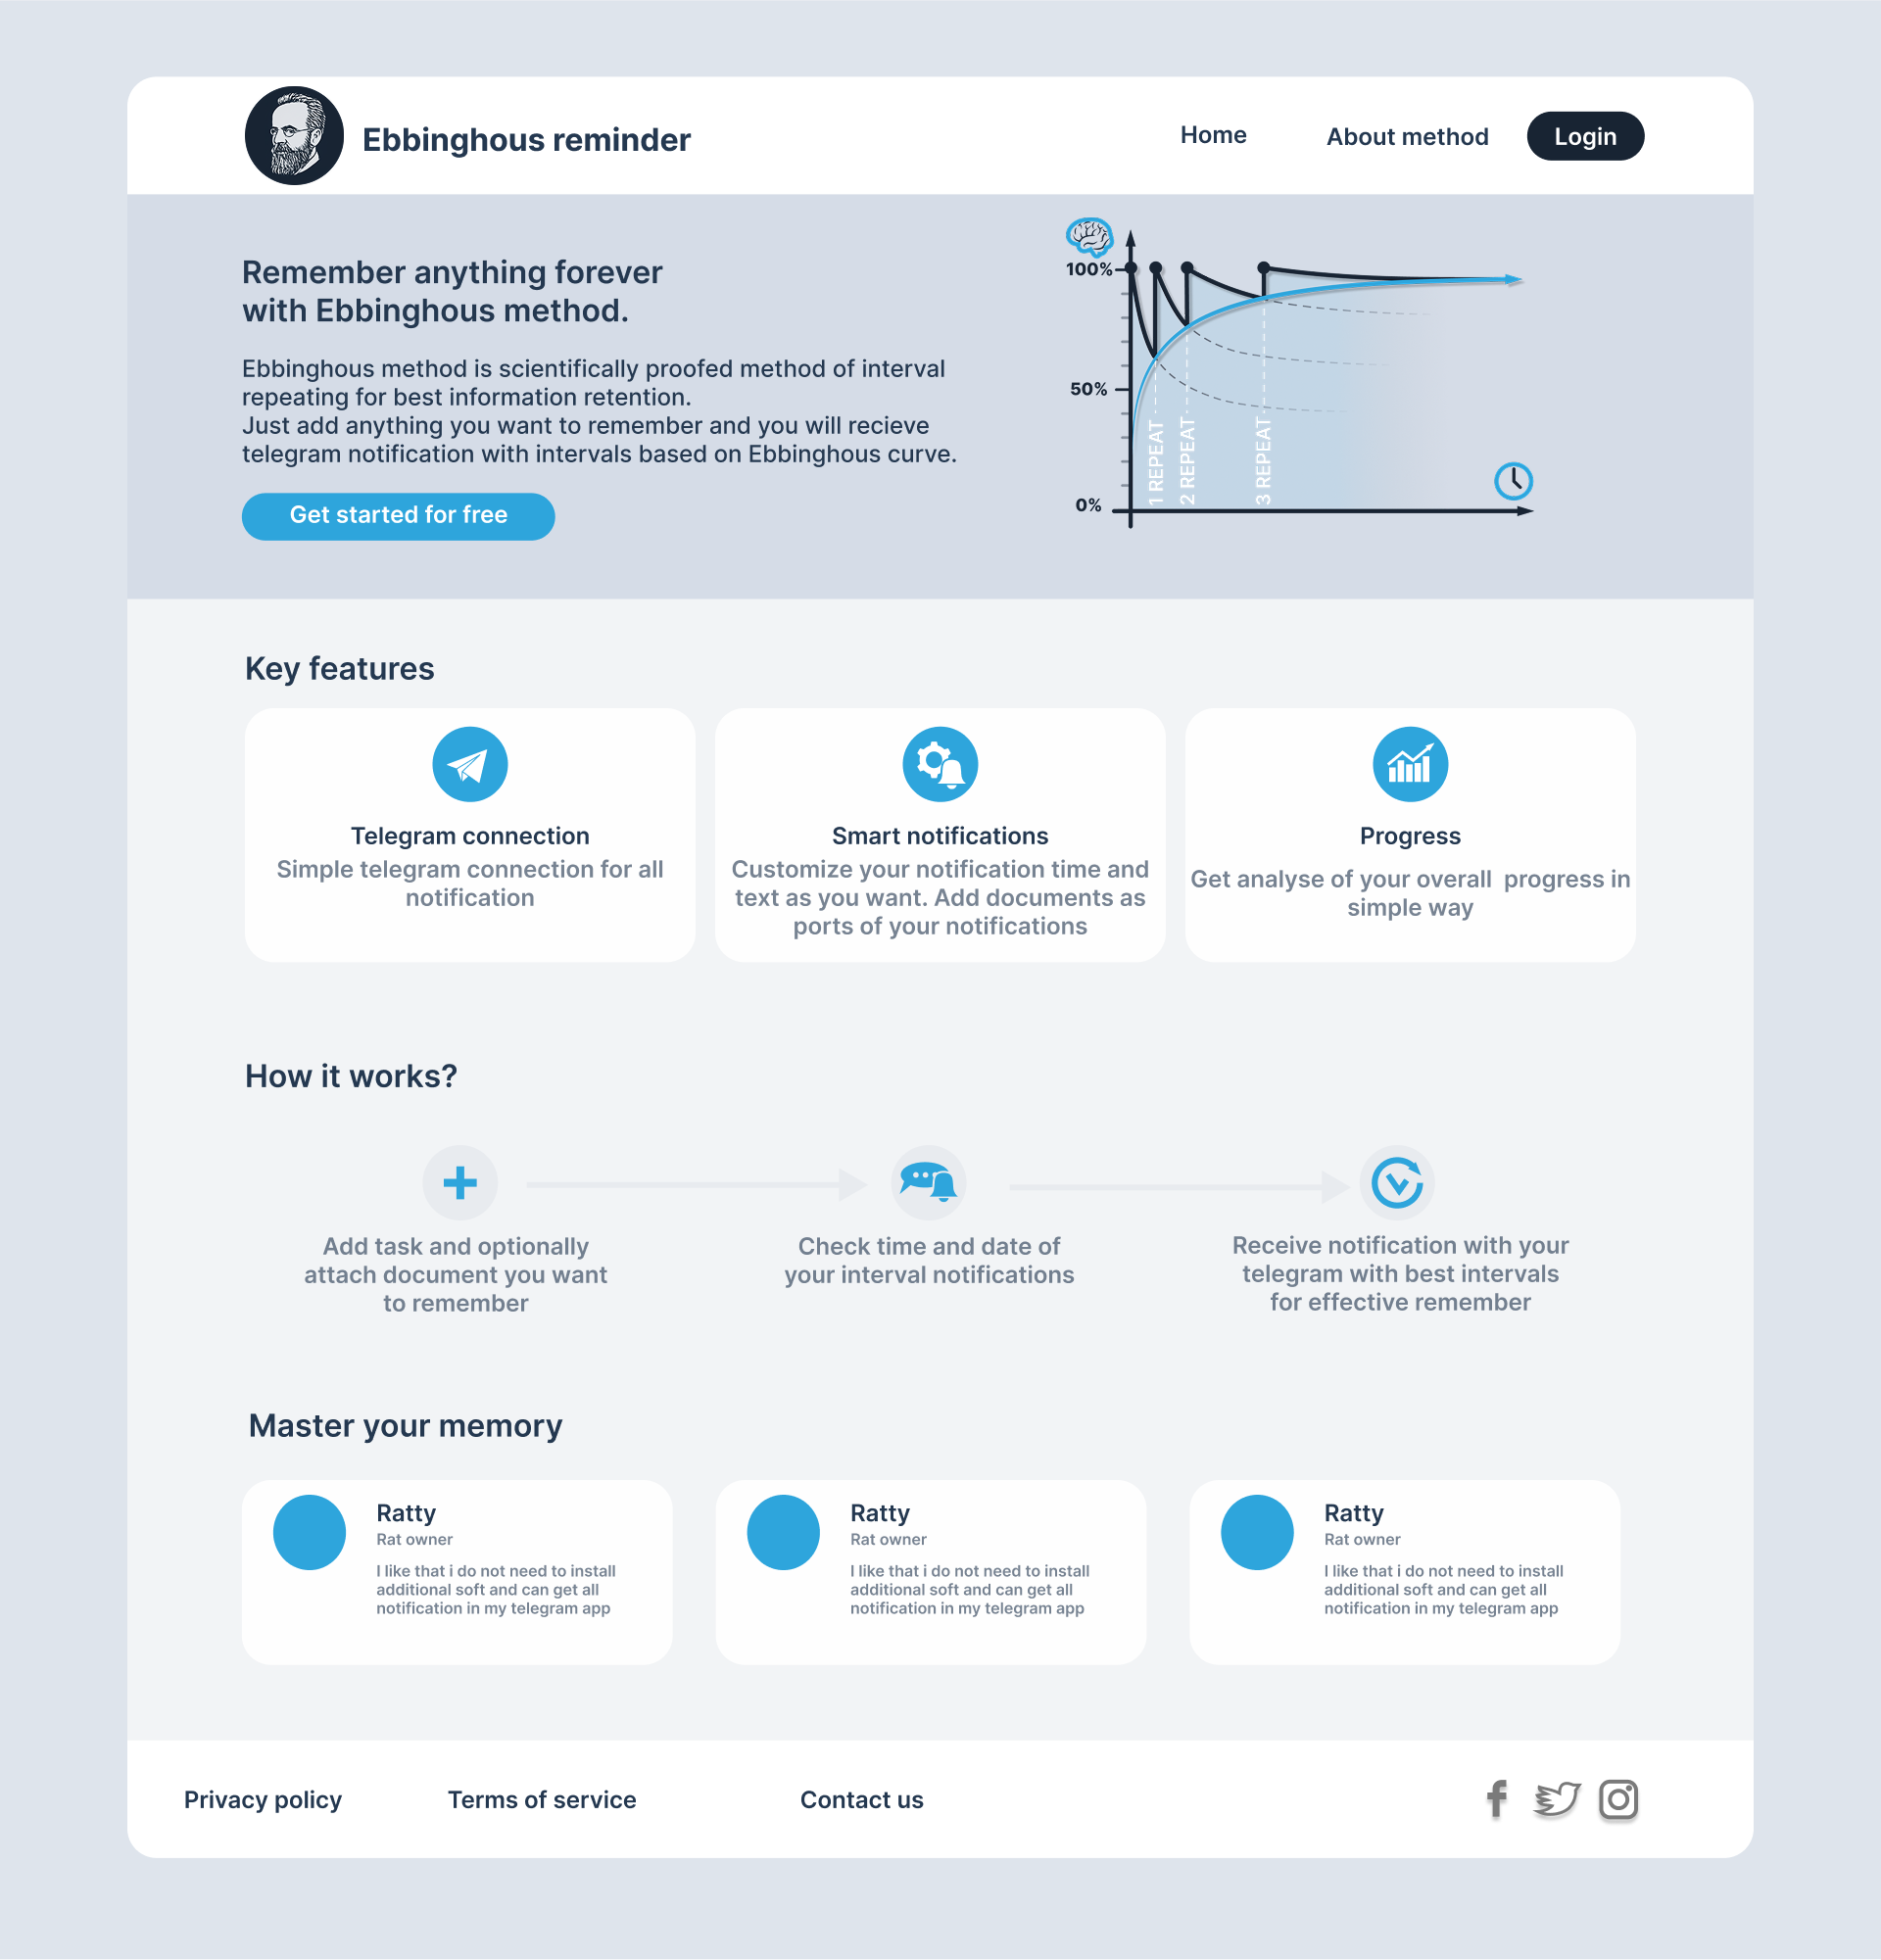 Ebbinghous reminder
Home
About method
Login
Remember anything forever
with Ebbinghous method.
Ebbinghous method is scientifically proofed method of interval
repeating for best information retention.
Just add anything you want to remember and you will recieve
telegram notification with intervals based on Ebbinghous curve.
Get started for free
100%
50%
0%
1 REPEAT
2 REPEAT
3 REPEAT
Key features
Telegram connection
Simple telegram connection for all
notification
Smart notifications
Customize your notification time and
text as you want. Add documents as
ports of your notifications
Progress
Get analyse of your overall  progress in
simple way
How it works?
Add task and optionally
attach document you want
to remember
Check time and date of
your interval notifications
Receive notification with your
telegram with best intervals
for effective remember
Master your memory
Ratty
Rat owner
I like that i do not need to install
additional soft and can get all
notification in my telegram app
Ratty
Rat owner
I like that i do not need to install
additional soft and can get all
notification in my telegram app
Ratty
Rat owner
I like that i do not need to install
additional soft and can get all
notification in my telegram app
Privacy policy
Terms of service
Contact us